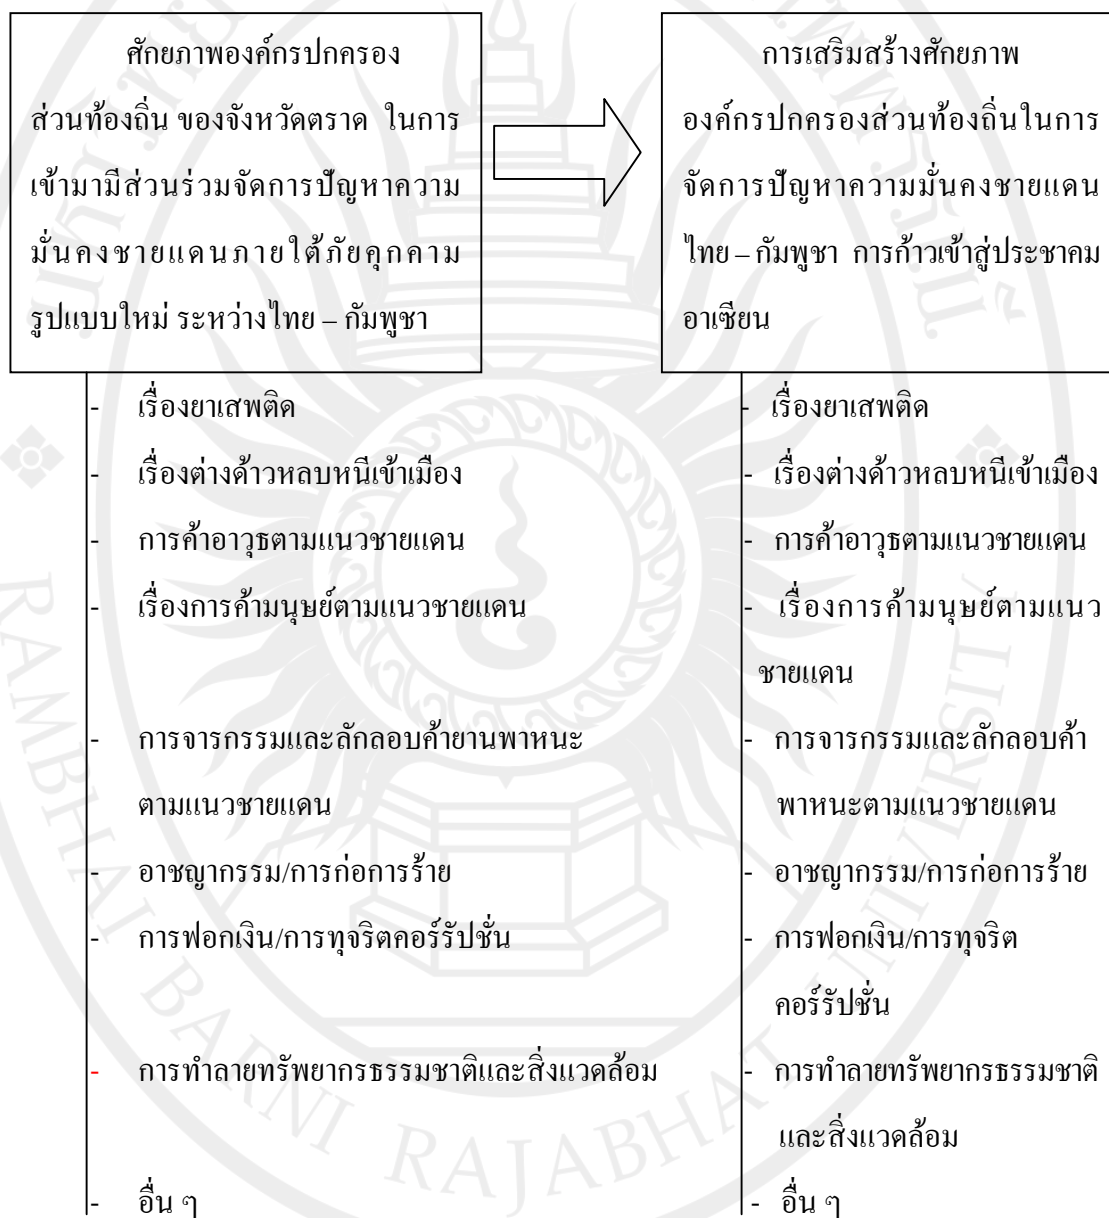 ศักยภาพองค์กรปกครอง
ส่วนท้องถิ่น ของจังหวัดตราด ในการ
เข้ามามีส่วนร่วมจัดการปัญหาความ
มั่นคงชายแดนภายใต้ภัยคุกคาม
รูปแบบใหม่ ระหว่างไทย – กัมพูชา
- เรื่องยาเสพติด
- เรื่องต่างด้าวหลบหนีเข้าเมือง
- การค้าอาวุธตามแนวชายแดน
- เรื่องการค้ามนุษย์ตามแนวชายแดน
- การจารกรรมและลักลอบค้ายานพาหนะ
ตามแนวชายแดน
- อาชญากรรม/การก่อการร้าย
- การฟอกเงิน/การทุจริตคอร์รัปชั่น
- การทำลายทรัพยากรธรรมชาติและสิ่งแวดล้อม
- อื่น ๆ
การเสริมสร้างศักยภาพ
องค์กรปกครองส่วนท้องถิ่นในการ
จัดการปัญหาความมั่นคงชายแดน
ไทย – กัมพูชา การก้าวเข้าสู่ประชาคม
อาเซียน
- เรื่องยาเสพติด
- เรื่องต่างด้าวหลบหนีเข้าเมือง
- การค้าอาวุธตามแนวชายแดน
- เรื่องการค้ามนุษย์ตามแนว
ชายแดน
- การจารกรรมและลักลอบค้า
พาหนะตามแนวชายแดน
- อาชญากรรม/การก่อการร้าย
- การฟอกเงิน/การทุจริต
คอร์รัปชั่น
- การทำลายทรัพยากรธรรมชาติ
และสิ่งแวดล้อม
- อื่น ๆ
RAMBHAI BARNI RAJABHAT UNIVERSITY